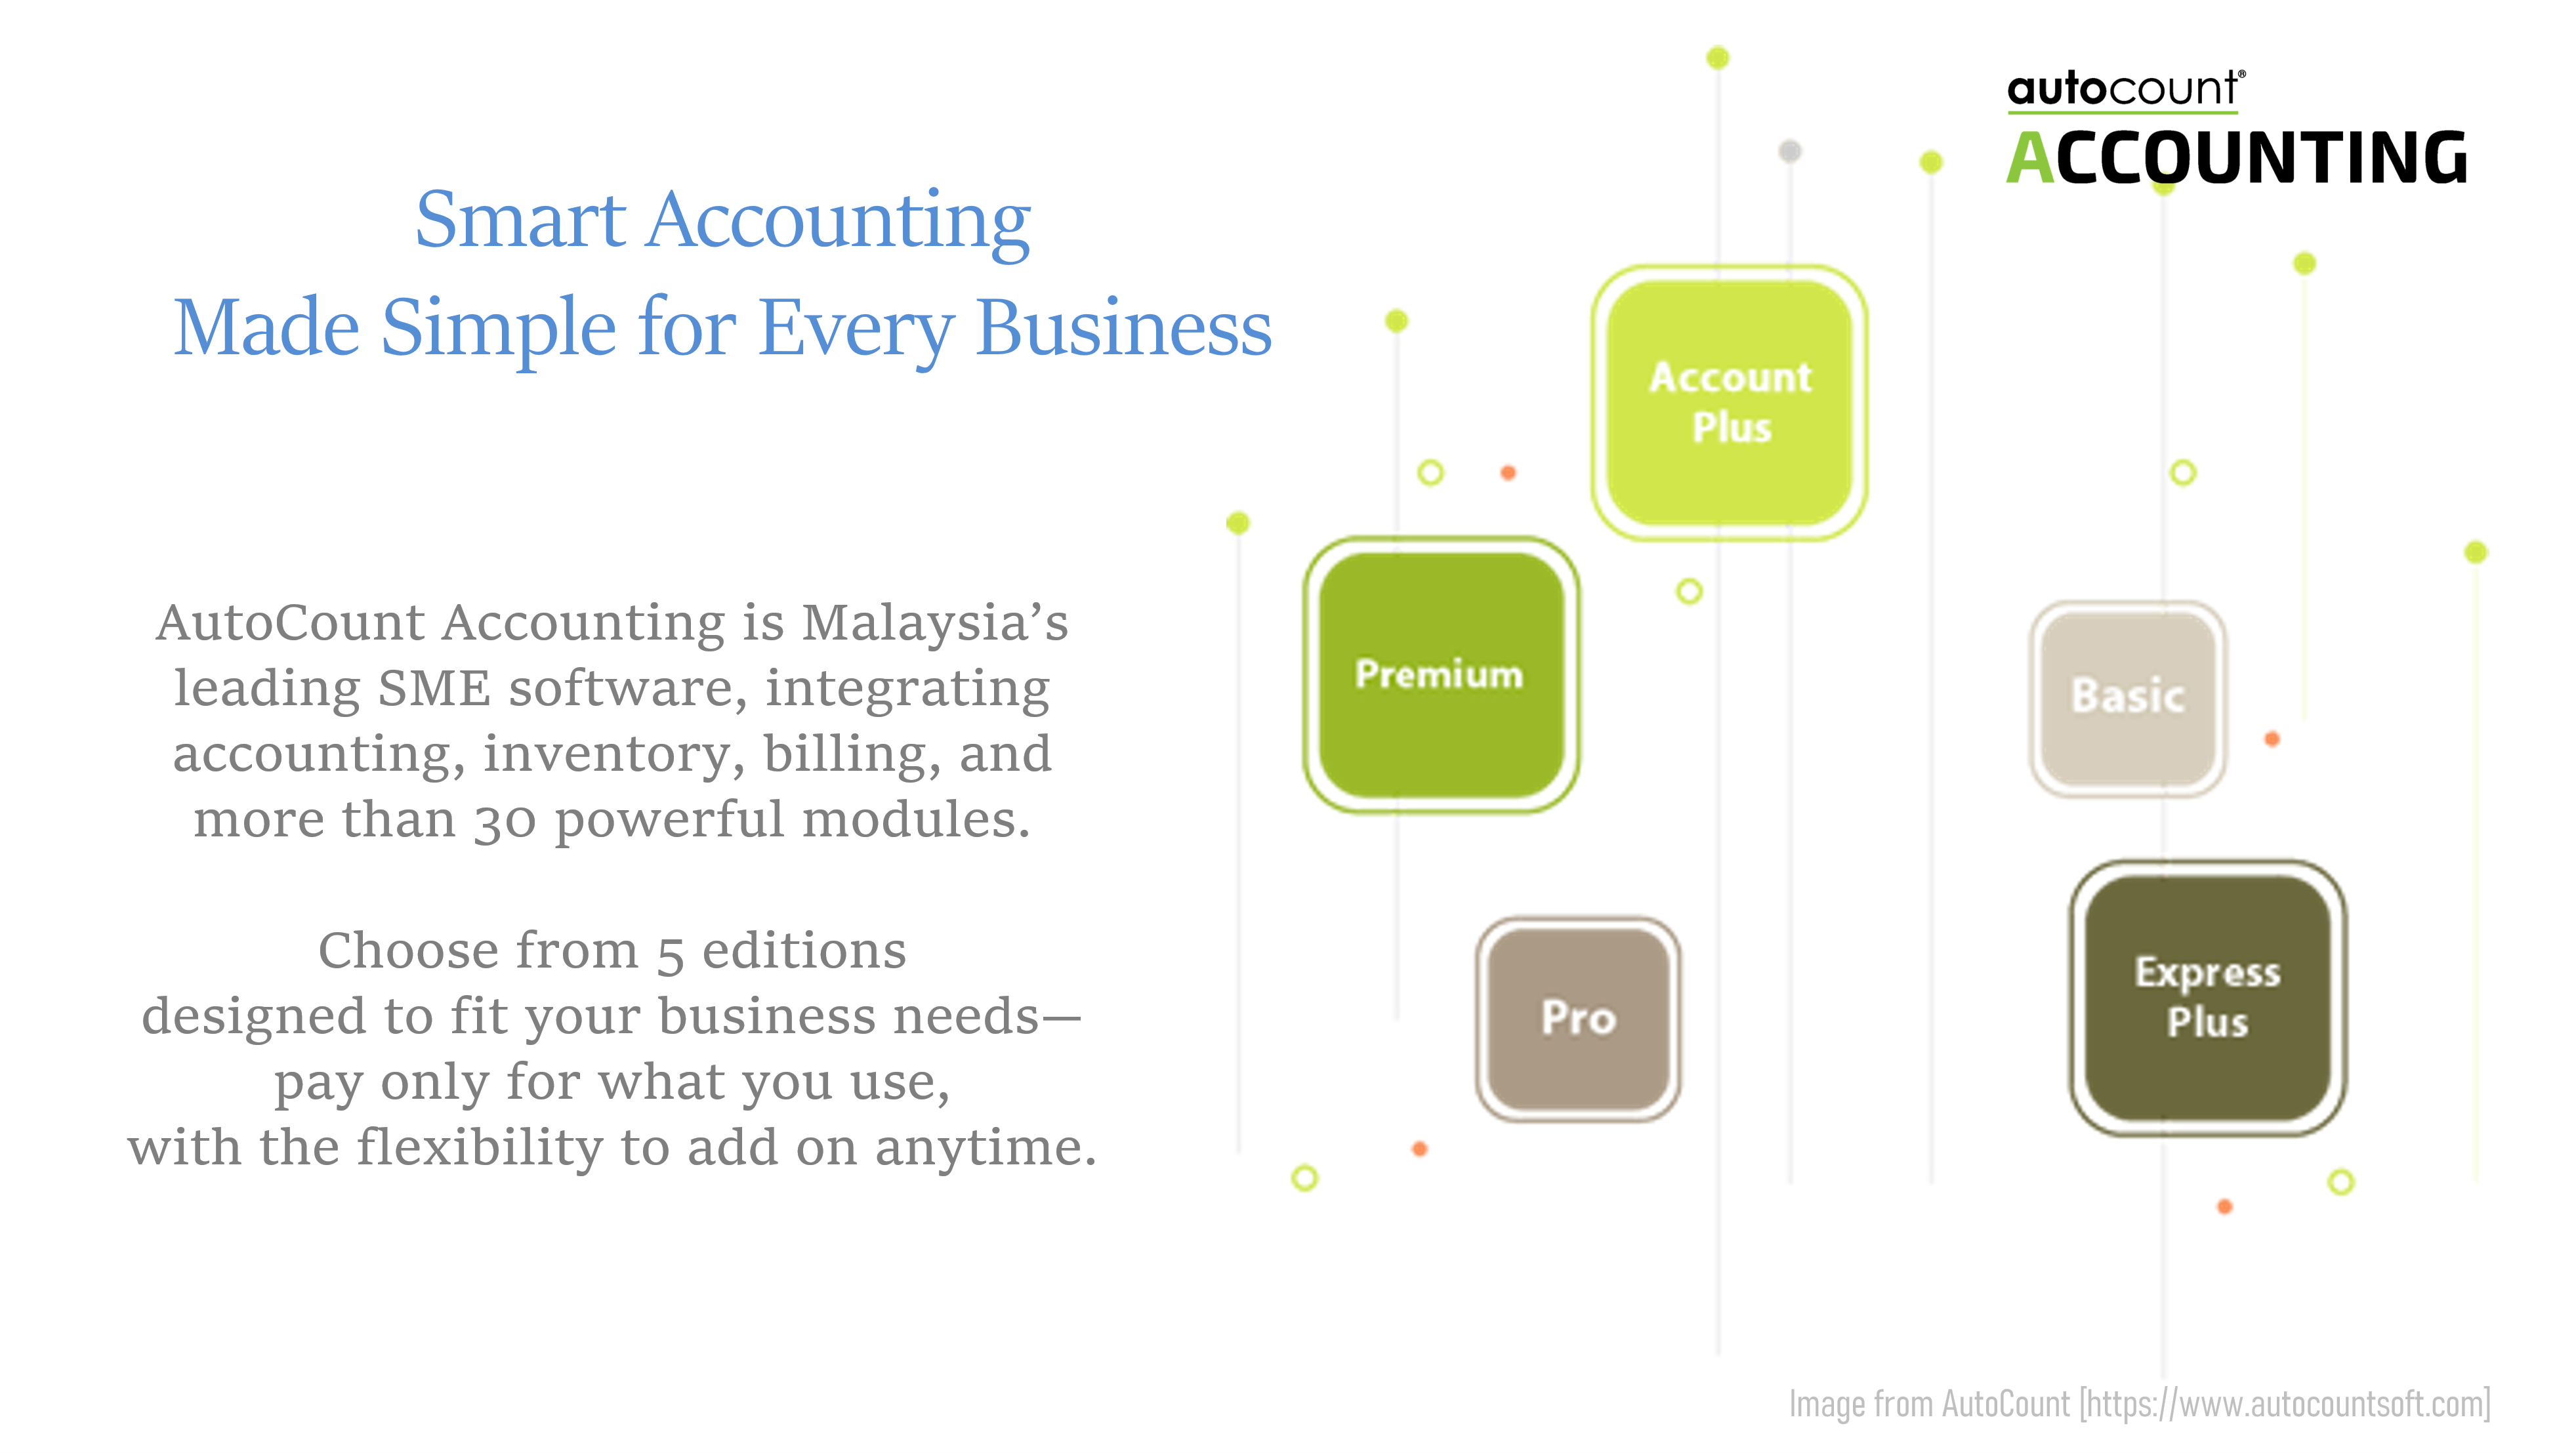 autocount®
ACCOUNTING
Smart Accounting
Made Simple for Every Business
AutoCount Accounting is Malaysia’s
leading SME software, integrating
accounting, inventory, billing, and
more than 30 powerful modules.
Choose from 5 editions
designed to fit your business needs—
pay only for what you use,
with the flexibility to add on anytime.
Account
Plus
Premium
Basic
Pro
Express
Plus
Image from AutoCount [https://www.autocountsoft.com]